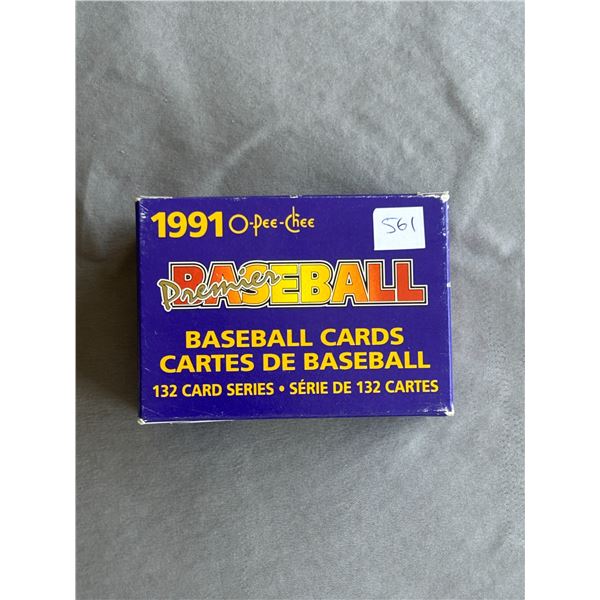 1991 O-Pee-Chee
561
Premier BASEBALL
BASEBALL CARDS
CARTES DE BASEBALL
132 CARD SERIES • SÉRIE DE 132 CARTES